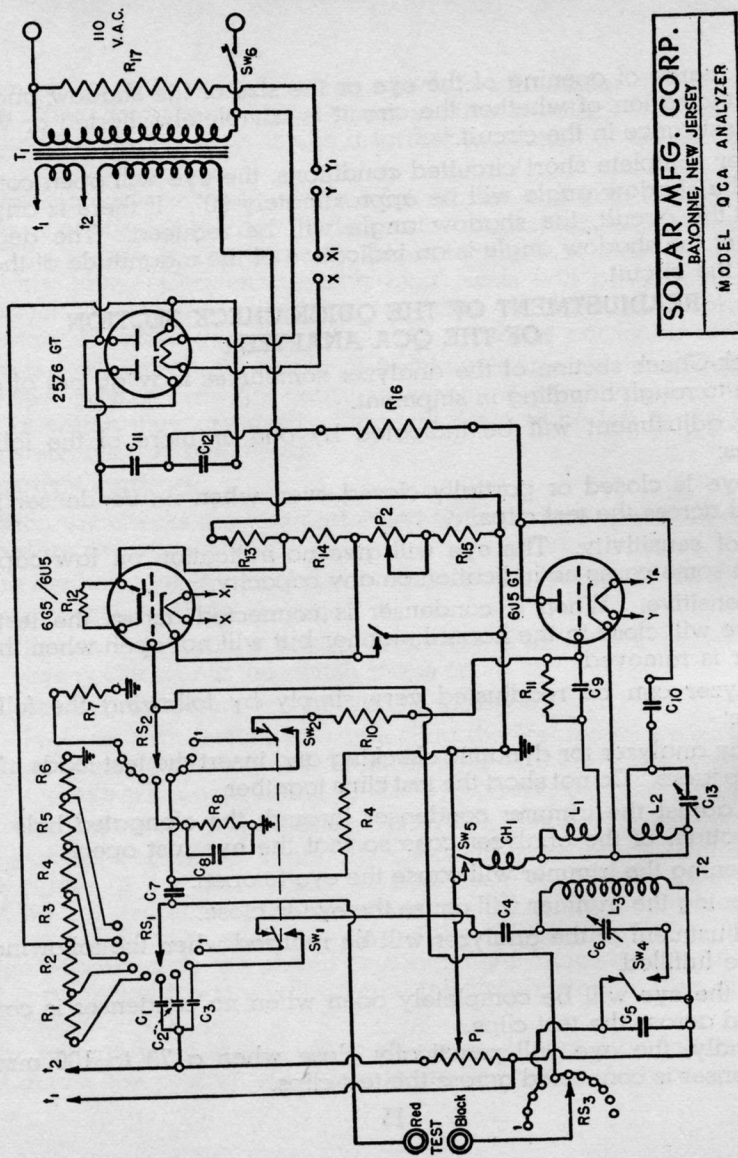 SOLAR MFG. CORP.
BAYONNE, NEW JERSEY
MODEL QCA ANALYZER
110
V. A.C.
R17
Sw6
T1
t1
t2
Y1
Y
X1
X
25Z6 GT
C11
C12
R16
6G5/6U5
R12
X1
X
R13
R14
P2
R15
6U5 GT
Y1
Y
R7
RS2
Sw2
R10
R11
C9
C10
R6
R5
R4
R3
R2
R1
RS1
C7
C8
R8
R4
C1
C2
C3
Sw1
Sw5
CH
L1
L2
C13
T2
L3
C4
C6
Sw4
C5
P1
t2
t1
Red
TEST
Black
RS3